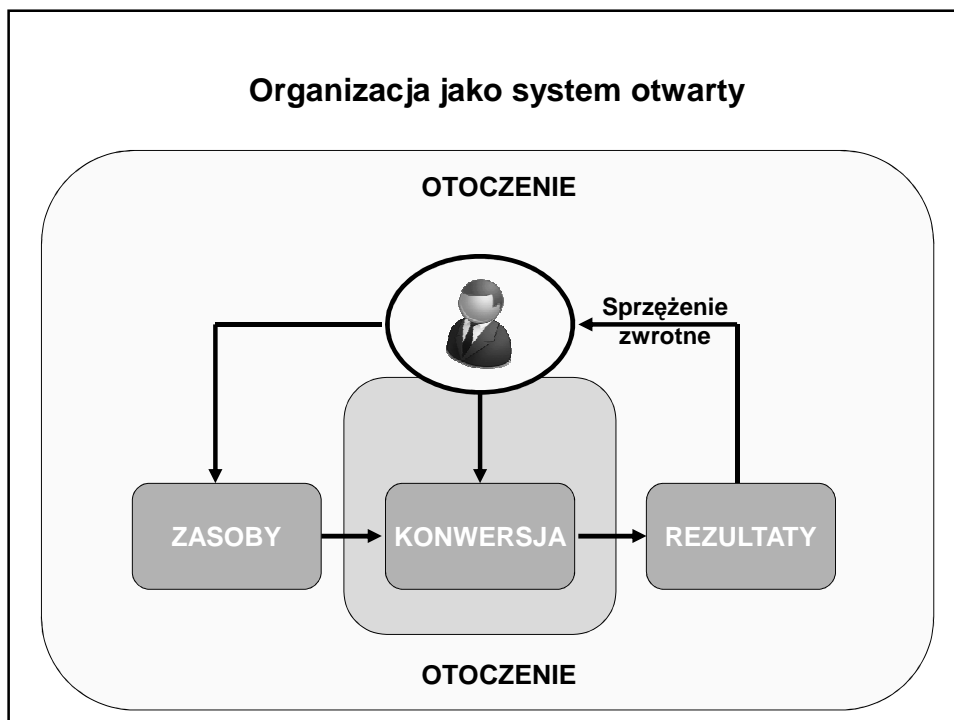 Organizacja jako system otwarty
OTOCZENIE
Sprzężenie
zwrotne
ZASOBY
KONWERSJA
REZULTATY
OTOCZENIE